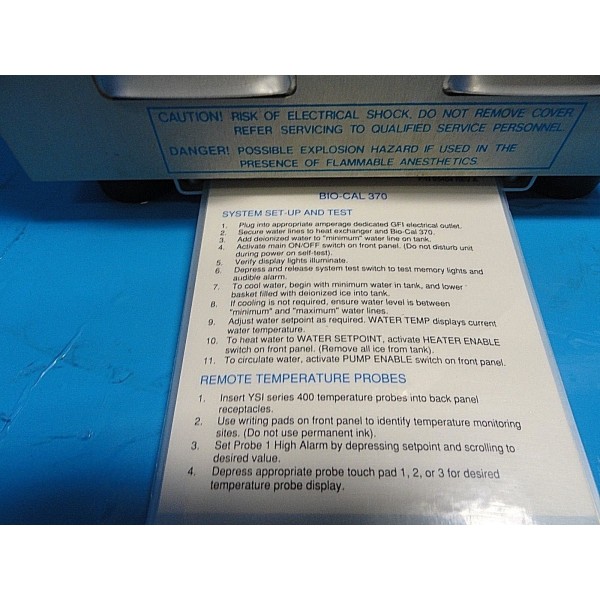 CAUTION! RISK OF ELECTRICAL SHOCK. DO NOT REMOVE COVER.
REFER SERVICING TO QUALIFIED SERVICE PERSONNEL.
DANGER! POSSIBLE EXPLOSION HAZARD IF USED IN THE
PRESENCE OF FLAMMABLE ANESTHETICS.
BIO-CAL 370
SYSTEM SET-UP AND TEST
1. Plug into appropriate amperage dedicated GFI electrical outlet.
2. Secure water lines to heat exchanger and Bio-Cal 370.
3. Add deionized water to "minimum" water line on tank.
4. Activate main ON/OFF switch on front panel. (Do not disturb unit
during power on self-test).
5. Verify display lights illuminate.
6. Depress and release system test switch to test memory lights and
audible alarm.
7. To cool water, begin with minimum water in tank, and lower
basket filled with deionized ice into tank.
8. If cooling is not required, ensure water level is between
"minimum" and "maximum" water lines.
9. Adjust water setpoint as required. WATER TEMP displays current
water temperature.
10. To heat water to WATER SETPOINT, activate HEATER ENABLE
switch on front panel. (Remove all ice from tank).
11. To circulate water, activate PUMP ENABLE switch on front panel.
REMOTE TEMPERATURE PROBES
1. Insert YSI series 400 temperature probes into back panel
receptacles.
2. Use writing pads on front panel to identify temperature monitoring
sites. (Do not use permanent ink).
3. Set Probe 1 High Alarm by depressing setpoint and scrolling to
desired value.
4. Depress appropriate probe touch pad 1, 2, or 3 for desired
temperature probe display.